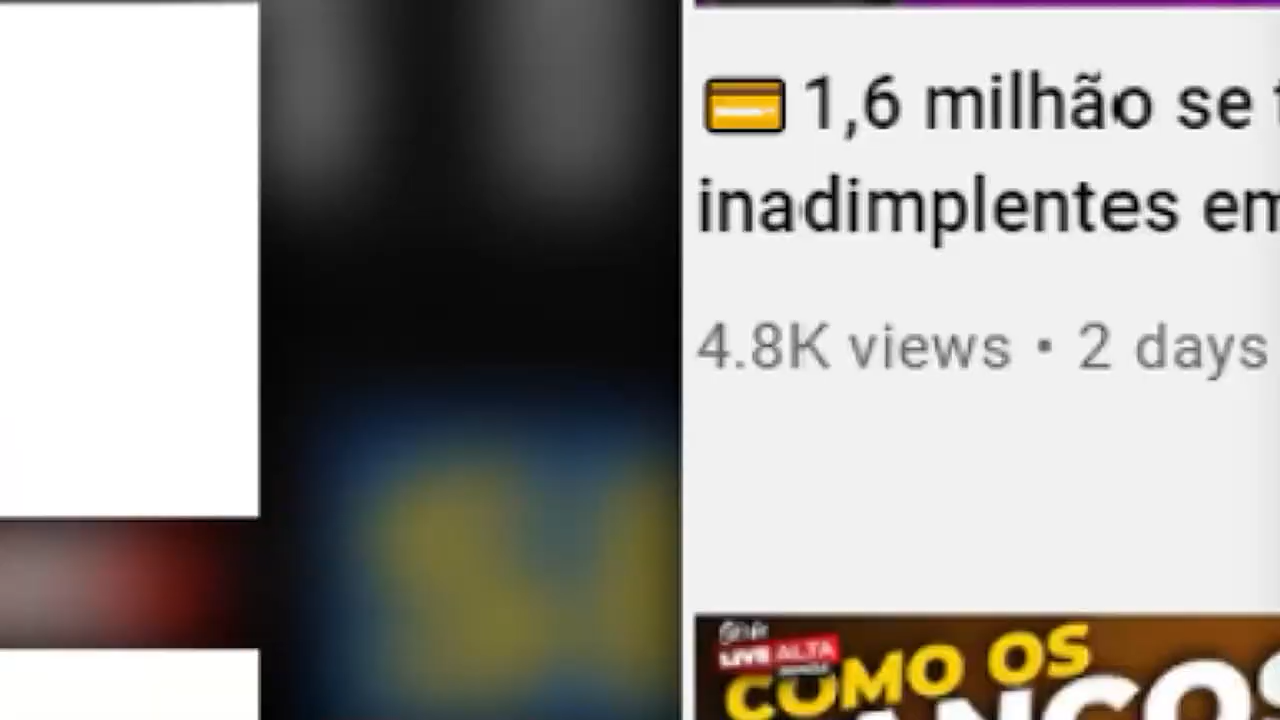 💳 1,6 milhão se
inadimplentes em
4.8K views • 2 days
LIVE ALTA
COMO OS